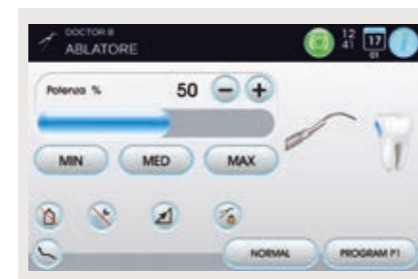 DOCTOR B
ABLATORE
12
41
17
01
Potenza % 50
MIN MED MAX
NORMAL PROGRAM P1